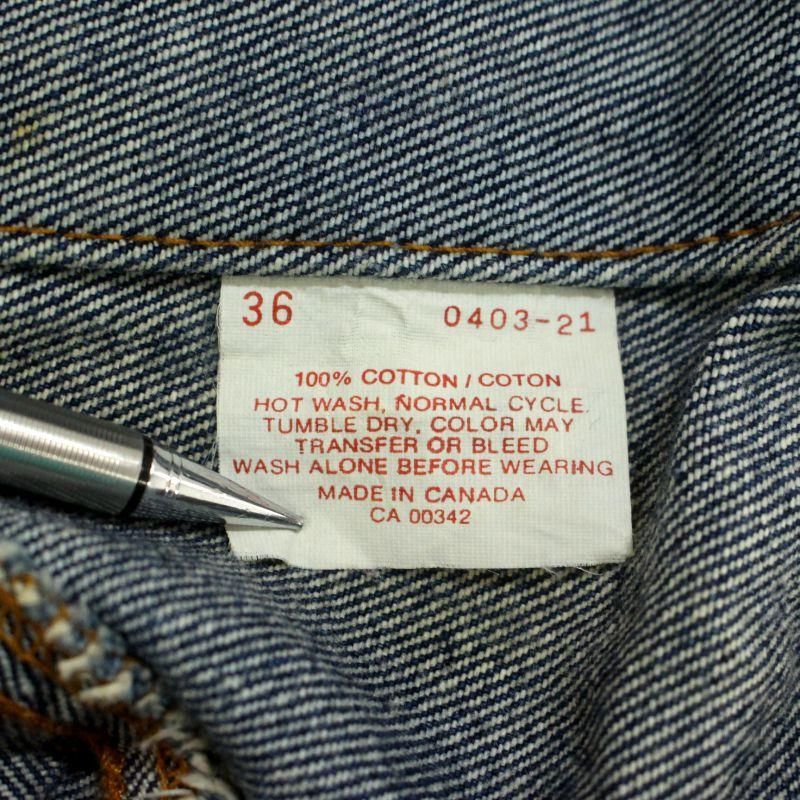 36 0403-21
100% COTTON / COTON
HOT WASH, NORMAL CYCLE.
TUMBLE DRY, COLOR MAY
TRANSFER OR BLEED
WASH ALONE BEFORE WEARING
MADE IN CANADA
CA 00342